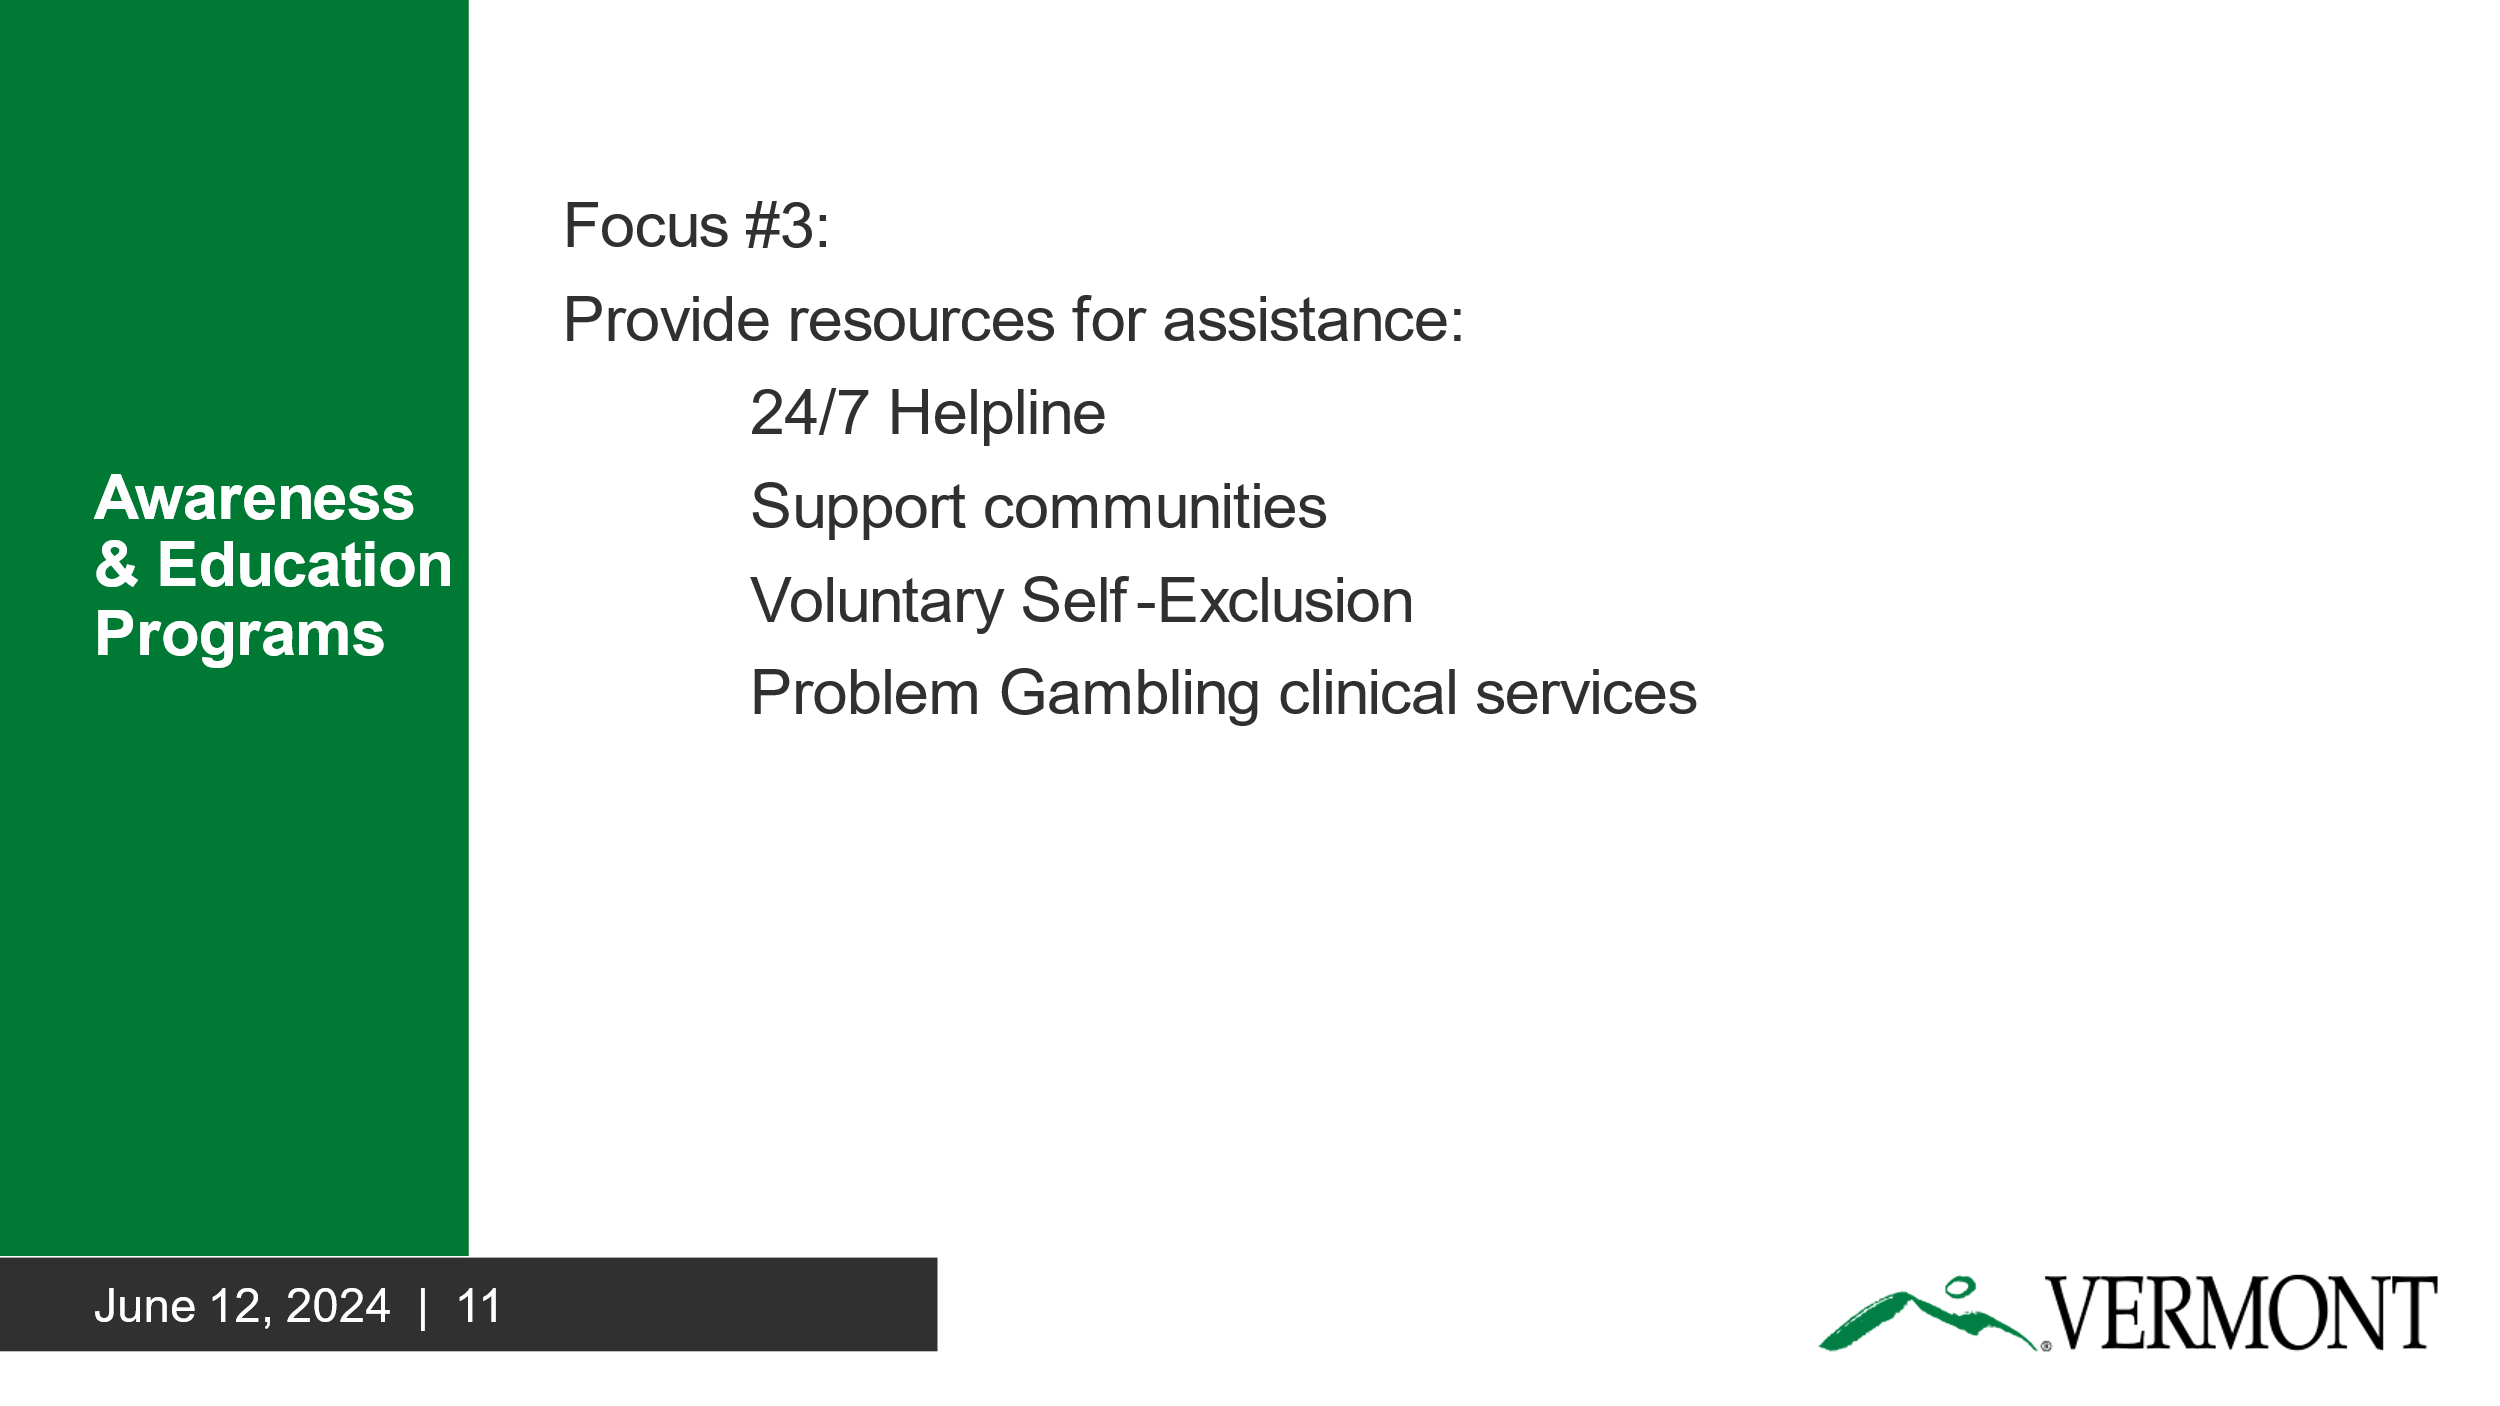 Awareness
& Education
Programs
Focus #3:
Provide resources for assistance:
24/7 Helpline
Support communities
Voluntary Self-Exclusion
Problem Gambling clinical services
June 12, 2024 | 11
®VERMONT